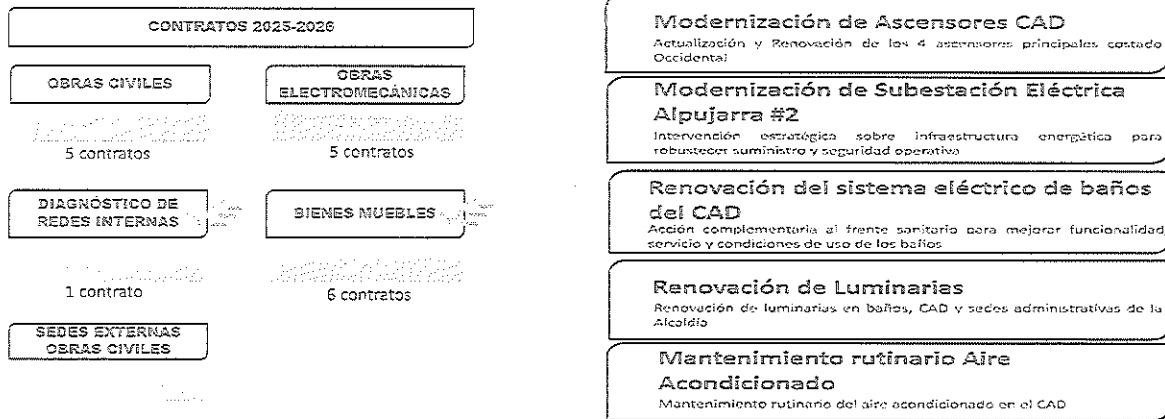 CONTRATOS 2025-2026
OBRAS CIVILES
5 contratos
OBRAS
ELECTROMECÁNICAS
5 contratos
DIAGNÓSTICO DE
REDES INTERNAS
1 contrato
BIENES MUEBLES
6 contratos
SEDES EXTERNAS
OBRAS CIVILES
Modernización de Ascensores CAD
Actualización y Renovación de los 4 ascensores principales costado
Occidental
Modernización de Subestación Eléctrica
Alpujarra #2
Intervención estratégica sobre infraestructura energética para
robustecer suministro y seguridad operativa
Renovación del sistema eléctrico de baños
del CAD
Acción complementaria al frente sanitario para mejorar funcionalidad,
servicio y condiciones de uso de los baños
Renovación de Luminarias
Renovación de luminarias en baños, CAD y sedes administrativas de la
Alcaldía
Mantenimiento rutinario Aire
Acondicionado
Mantenimiento rutinario del aire acondicionado en el CAD